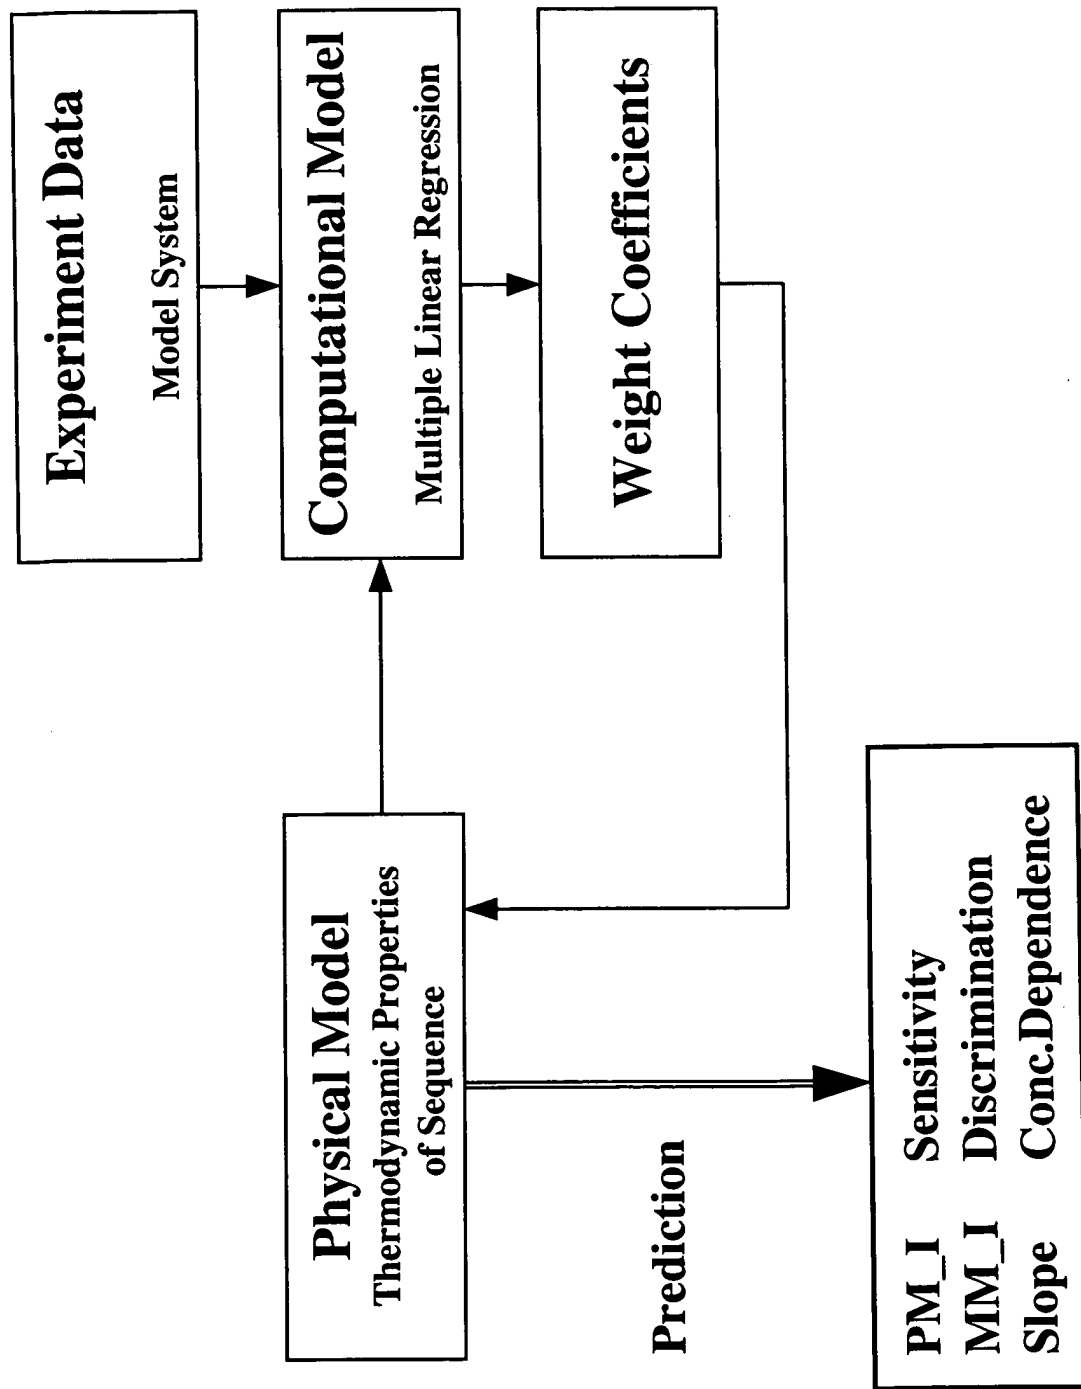 Experiment Data
Model System
Physical Model
Thermodynamic Properties
of Sequence
Computational Model
Multiple Linear Regression
Weight Coefficients
Prediction
PM_I Sensitivity
MM_I Discrimination
Slope Conc.Dependence